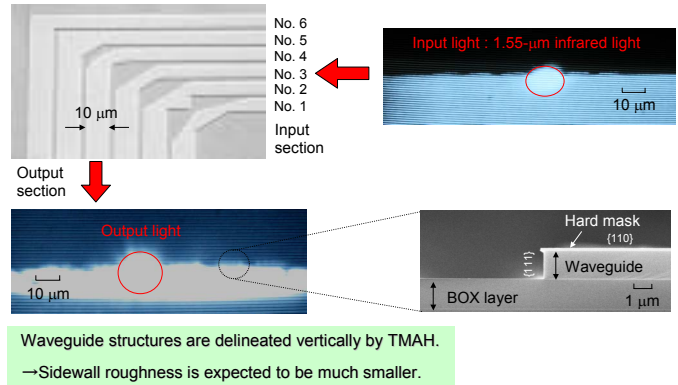 No. 6
No. 5
No. 4
No. 3
No. 2
No. 1
10 μm
Input
section
Input light : 1.55-μm infrared light
10 μm
Output
section
Output light
10 μm
Hard mask
{110}
{111}
Waveguide
BOX layer
1 μm
Waveguide structures are delineated vertically by TMAH.
→Sidewall roughness is expected to be much smaller.